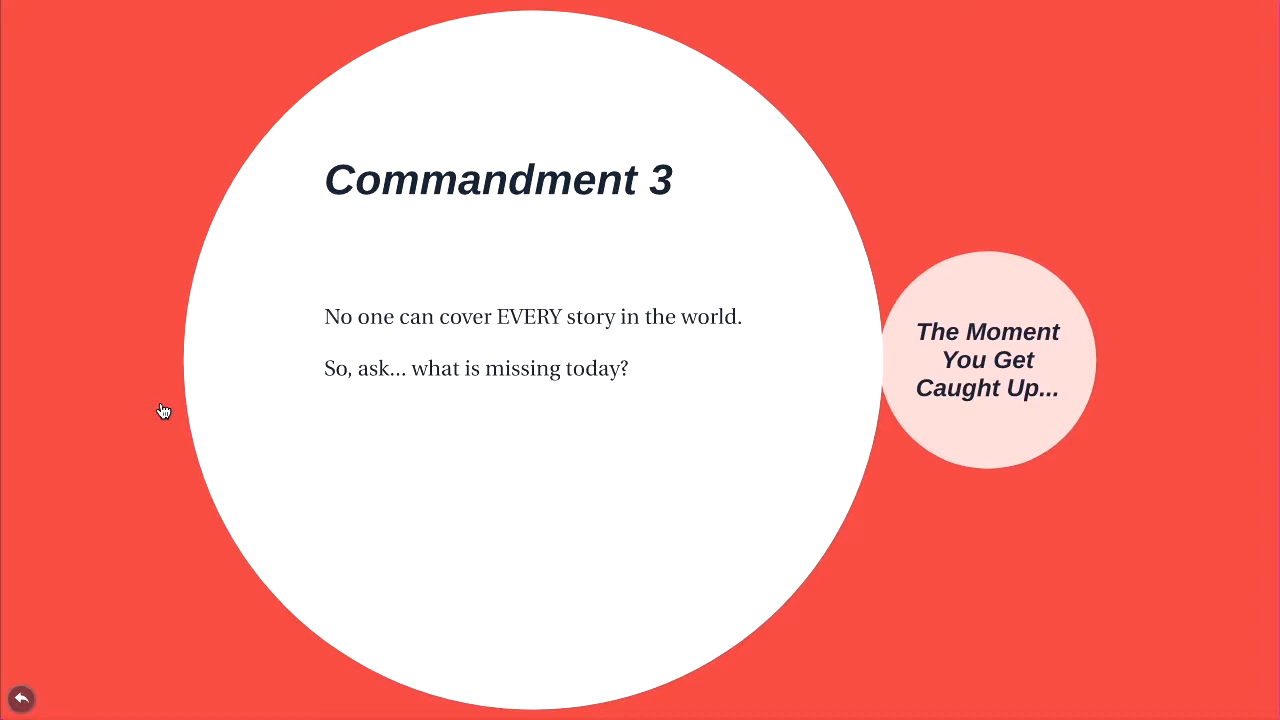 Commandment 3
No one can cover EVERY story in the world.
So, ask... what is missing today?
The Moment
You Get
Caught Up...